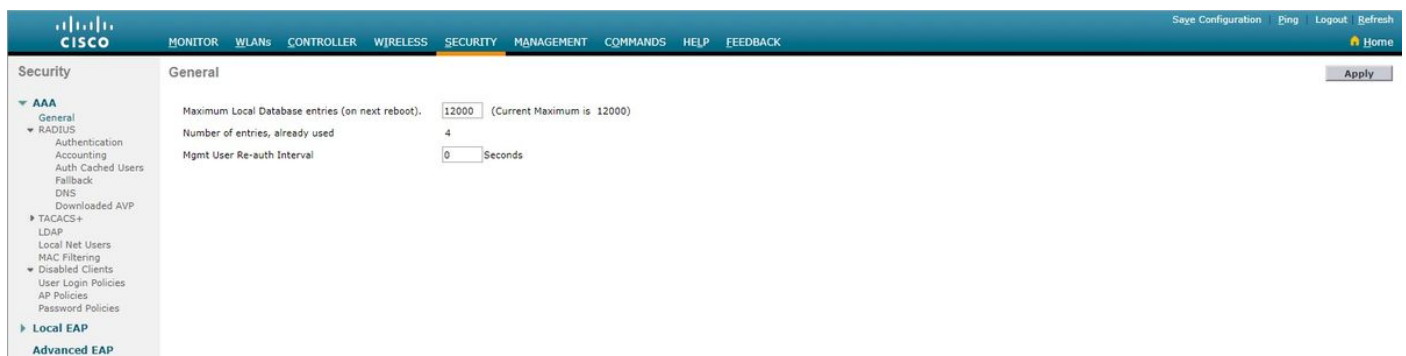 Save Configuration | Ping | Logout | Refresh
CISCO
MONITOR WLANs CONTROLLER WIRELESS SECURITY MANAGEMENT COMMANDS HELP FEEDBACK
Home
Security
AAA
General
RADIUS
Authentication
Accounting
Auth Cached Users
Fallback
DNS
Downloaded AVP
TACACS+
LDAP
Local Net Users
MAC Filtering
Disabled Clients
User Login Policies
AP Policies
Password Policies
Local EAP
Advanced EAP
General
Apply
Maximum Local Database entries (on next reboot). 12000 (Current Maximum is 12000)
Number of entries, already used 4
Mgmt User Re-auth Interval 0 Seconds